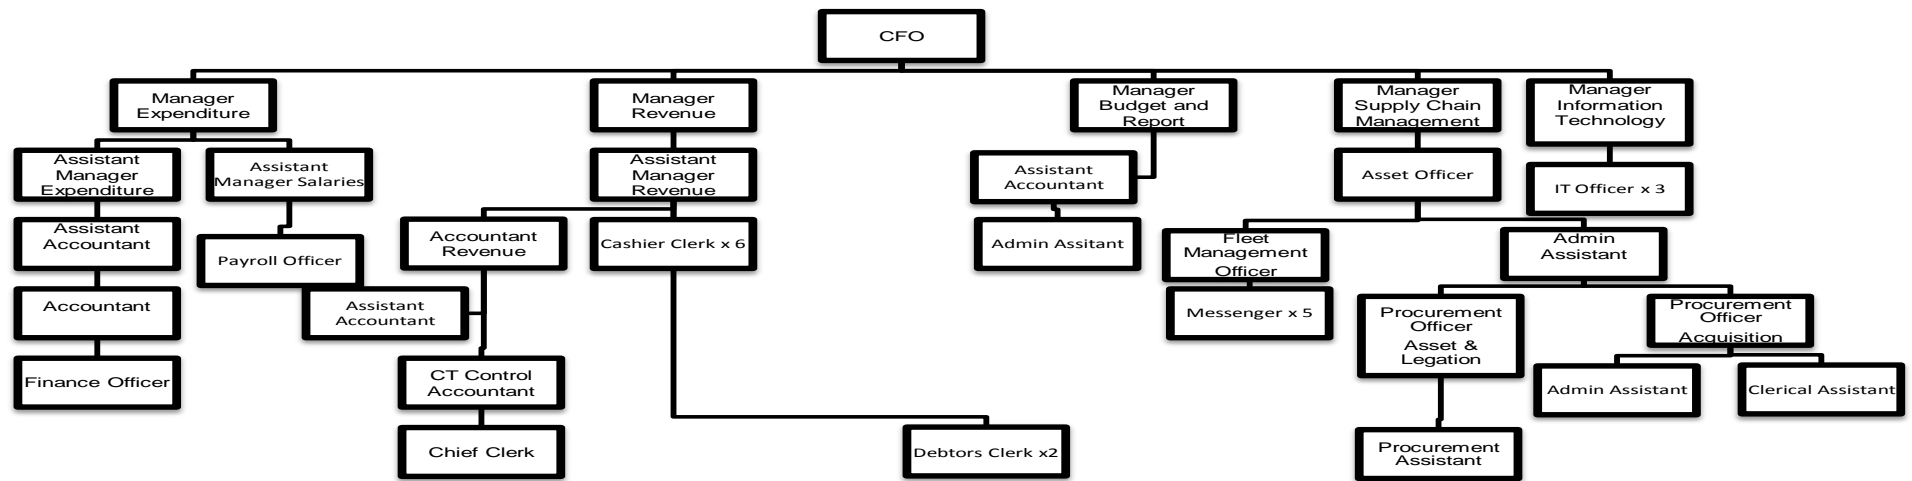 CFO
Manager
Expenditure
Manager
Revenue
Manager
Budget and
Report
Manager
Supply Chain
Management
Manager
Information
Technology
Assistant
Manager
Expenditure
Assistant
Manager Salaries
Assistant
Manager
Revenue
Assistant
Accountant
Asset Officer
IT Officer x 3
Assistant
Accountant
Payroll Officer
Accountant
Revenue
Cashier Clerk x 6
Admin Assitant
Fleet
Management
Officer
Admin
Assistant
Accountant
Assistant
Accountant
Messenger x 5
Procurement
Officer
Asset &
Legation
Procurement
Officer
Acquisition
Finance Officer
CT Control
Accountant
Admin Assistant
Clerical Assistant
Chief Clerk
Debtors Clerk x2
Procurement
Assistant